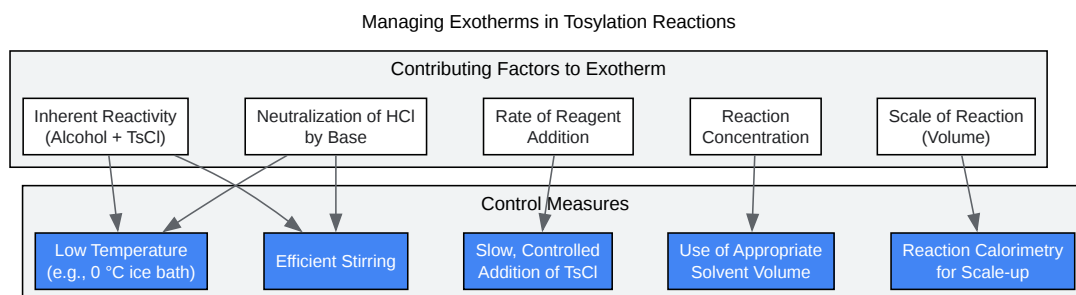 Managing Exotherms in Tosylation Reactions
Contributing Factors to Exotherm
Inherent Reactivity
(Alcohol + TsCl)
Neutralization of HCl
by Base
Rate of Reagent
Addition
Reaction
Concentration
Scale of Reaction
(Volume)
Control Measures
Low Temperature
(e.g., 0 °C ice bath)
Efficient Stirring
Slow, Controlled
Addition of TsCl
Use of Appropriate
Solvent Volume
Reaction Calorimetry
for Scale-up